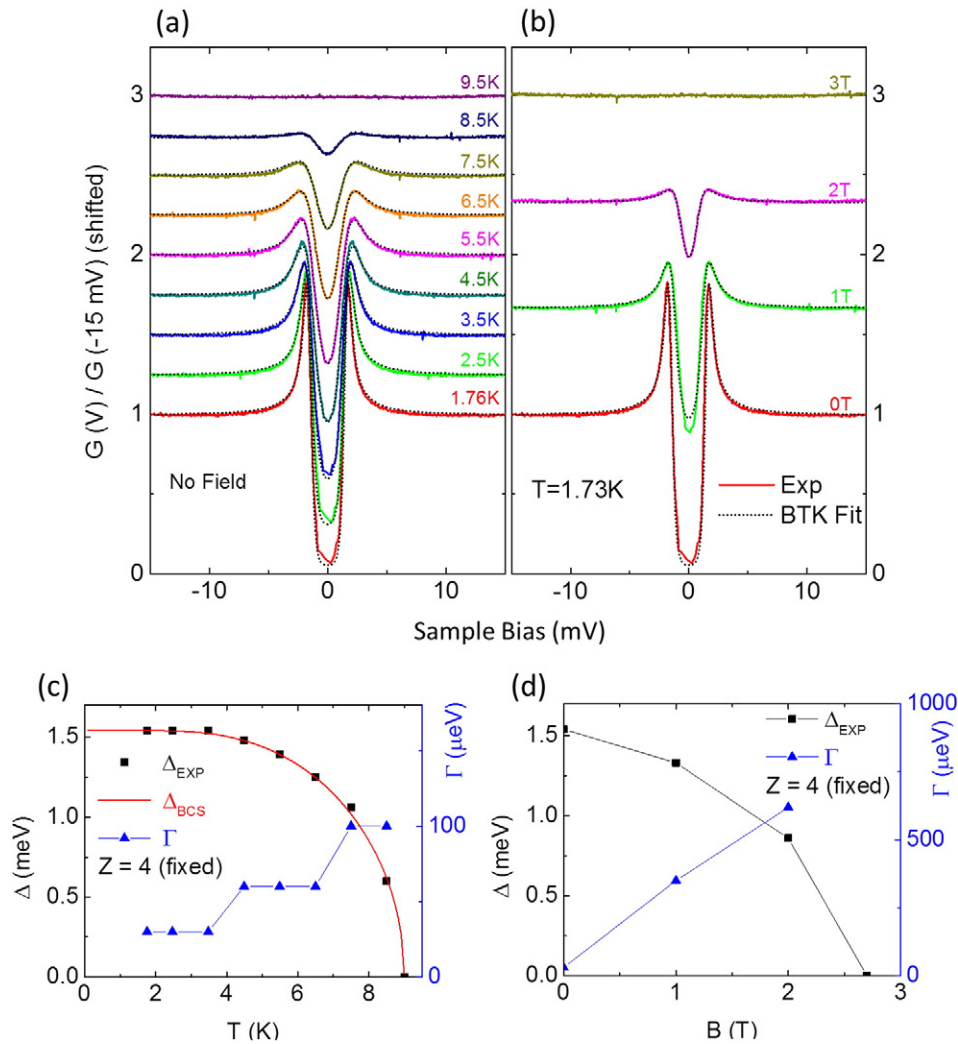 (a)
(b)
G (V) / G (-15 mV) (shifted)
3
2
1
0
9.5K
8.5K
7.5K
6.5K
5.5K
4.5K
3.5K
2.5K
1.76K
No Field
-10
0
10
3T
2T
1T
0T
T=1.73K
Exp
BTK Fit
3
2
1
0
-10
0
10
Sample Bias (mV)
(c)
Δ (meV)
1.5
1.0
0.5
0.0
Δ_EXP
Δ_BCS
Γ
Z = 4 (fixed)
100
0
Γ (μeV)
0
2
4
6
8
T (K)
(d)
Δ (meV)
1.5
1.0
0.5
0.0
Δ_EXP
Γ
Z = 4 (fixed)
1000
500
0
Γ (μeV)
0
1
2
3
B (T)